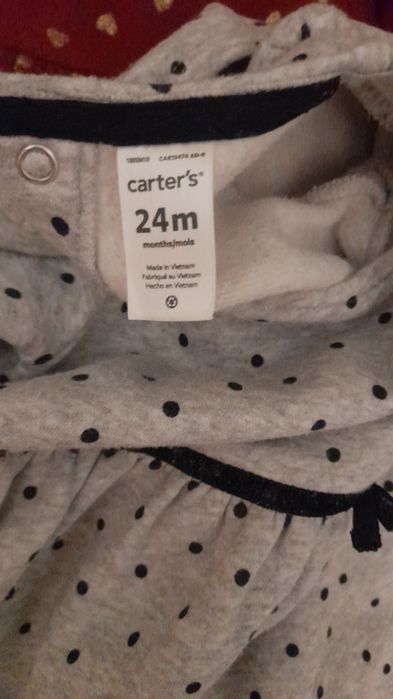 carter's®
24m
months/mois
Made in Vietnam
Fabriqué au Vietnam
Hecho en Vietnam